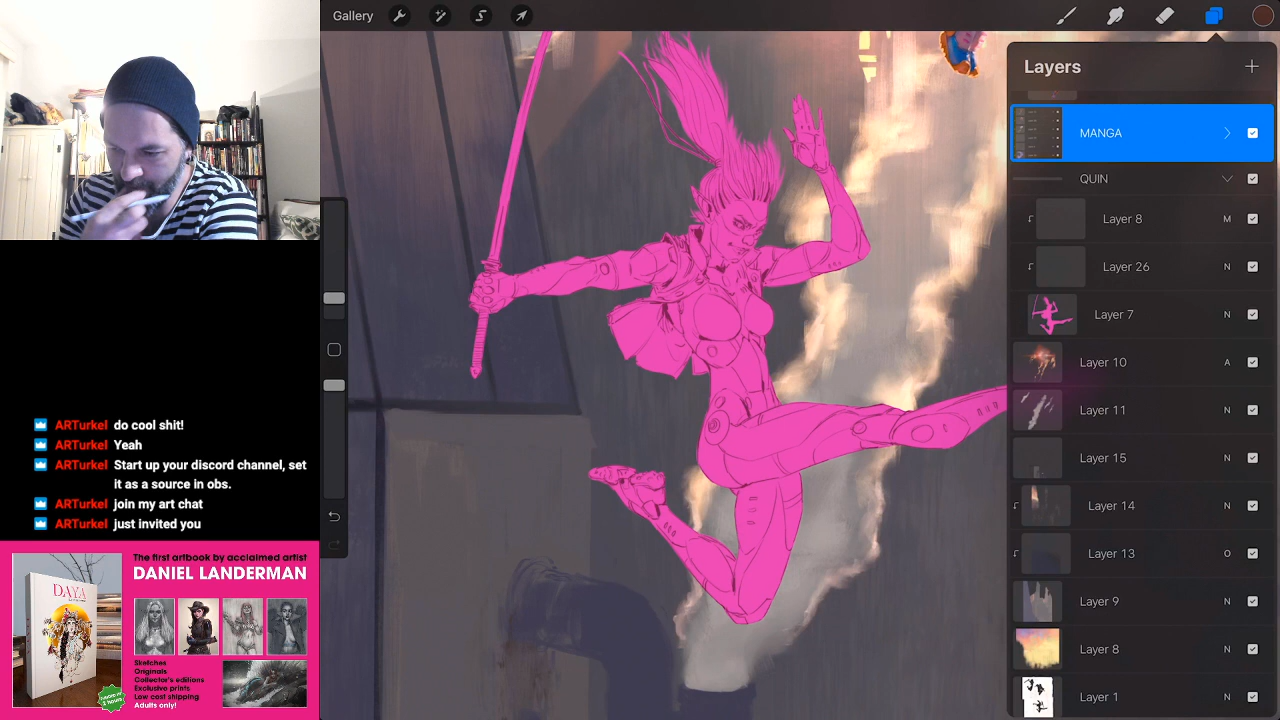 Gallery
Layers
MANGA
QUIN
Layer 8
M
Layer 26
N
Layer 7
N
Layer 10
A
Layer 11
N
Layer 15
N
Layer 14
N
Layer 13
O
Layer 9
N
Layer 8
N
Layer 1
N
ARTurkel do cool shit!
ARTurkel Yeah
ARTurkel Start up your discord channel, set
it as a source in obs.
ARTurkel join my art chat
ARTurkel just invited you
The first artbook by acclaimed artist
DANIEL LANDERMAN
DAYA
Sketches
Originals
Collector's editions
Exclusive prints
Low cost shipping
Adults only!